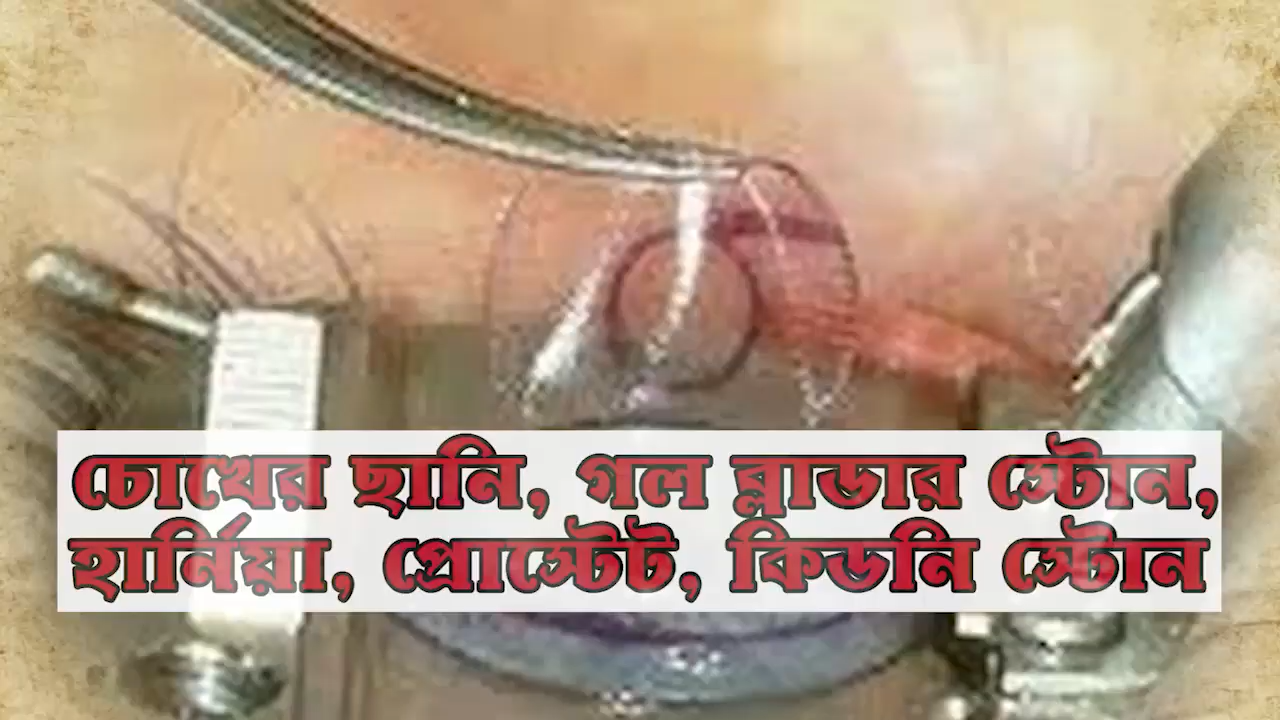 চোখের ছানি, গল ব্লাডার স্টোন,
হার্নিয়া, প্রোস্টেট, কিডনি স্টোন